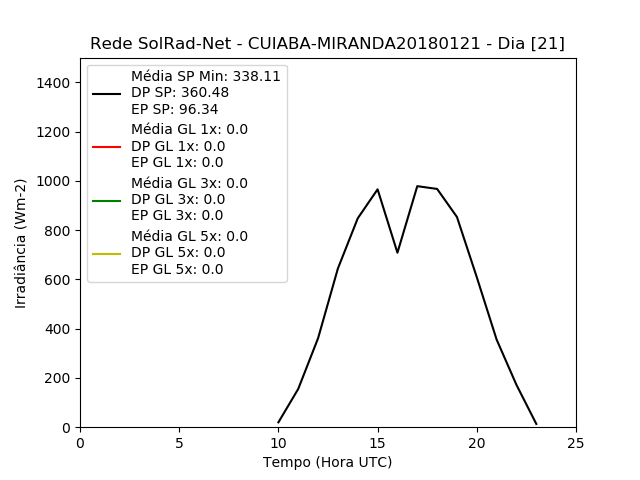 Rede SolRad-Net - CUIABA-MIRANDA20180121 - Dia [21]
Média SP Min: 338.11
DP SP: 360.48
EP SP: 96.34
Média GL 1x: 0.0
DP GL 1x: 0.0
EP GL 1x: 0.0
Média GL 3x: 0.0
DP GL 3x: 0.0
EP GL 3x: 0.0
Média GL 5x: 0.0
DP GL 5x: 0.0
EP GL 5x: 0.0
Irradiância (Wm-2)
1400
1200
1000
800
600
400
200
0
0 5 10 15 20 25
Tempo (Hora UTC)